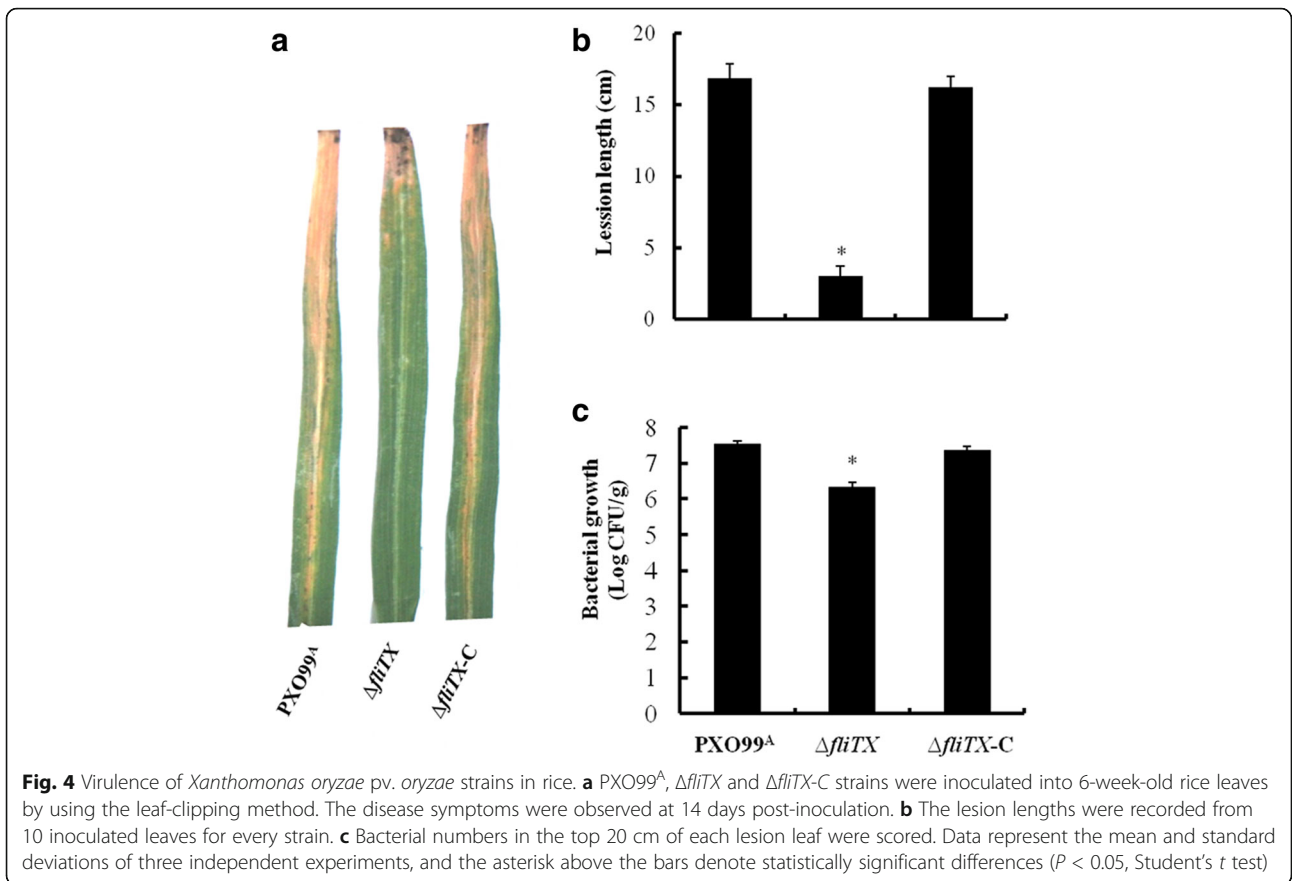 a
PXO99ᴬ
ΔfliTX
ΔfliTX-C
b
Lession length (cm)
20
15
10
5
0
*
c
Bacterial growth
(Log CFU/g)
8
7
6
5
4
3
2
1
0
*
PXO99ᴬ ΔfliTX ΔfliTX-C
Fig. 4 Virulence of Xanthomonas oryzae pv. oryzae strains in rice. a PXO99ᴬ, ΔfliTX and ΔfliTX-C strains were inoculated into 6-week-old rice leaves
by using the leaf-clipping method. The disease symptoms were observed at 14 days post-inoculation. b The lesion lengths were recorded from
10 inoculated leaves for every strain. c Bacterial numbers in the top 20 cm of each lesion leaf were scored. Data represent the mean and standard
deviations of three independent experiments, and the asterisk above the bars denote statistically significant differences (P < 0.05, Student’s t test)